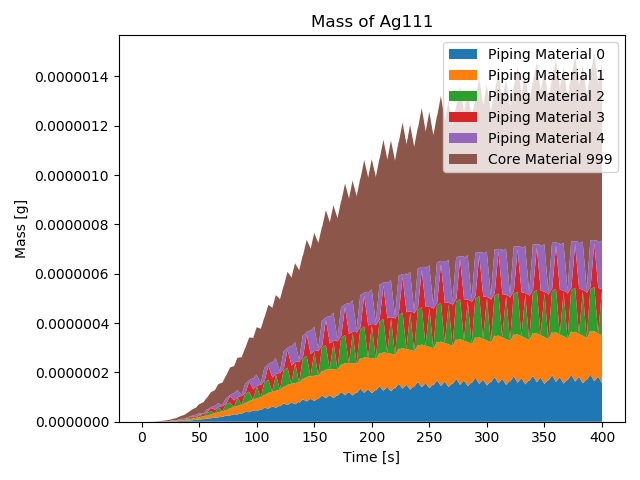 Mass of Ag111
Mass [g]
0.0000014
0.0000012
0.0000010
0.0000008
0.0000006
0.0000004
0.0000002
0.0000000
Piping Material 0
Piping Material 1
Piping Material 2
Piping Material 3
Piping Material 4
Core Material 999
0 50 100 150 200 250 300 350 400
Time [s]